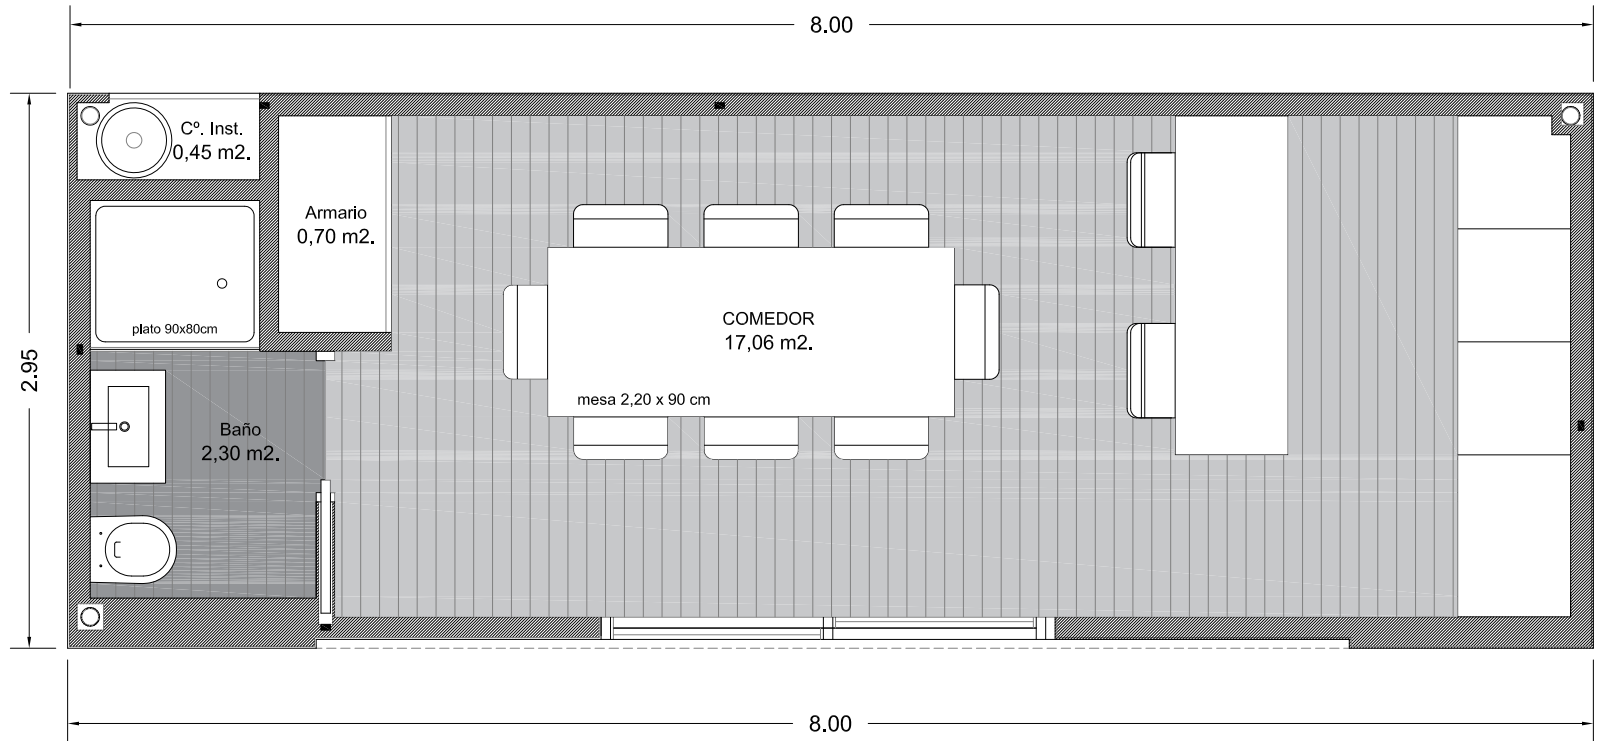 8.00
Cº. Inst.
0,45 m2.
Armario
0,70 m2.
plato 90x80cm
COMEDOR
17,06 m2.
mesa 2,20 x 90 cm
2.95
Baño
2,30 m2.
8.00